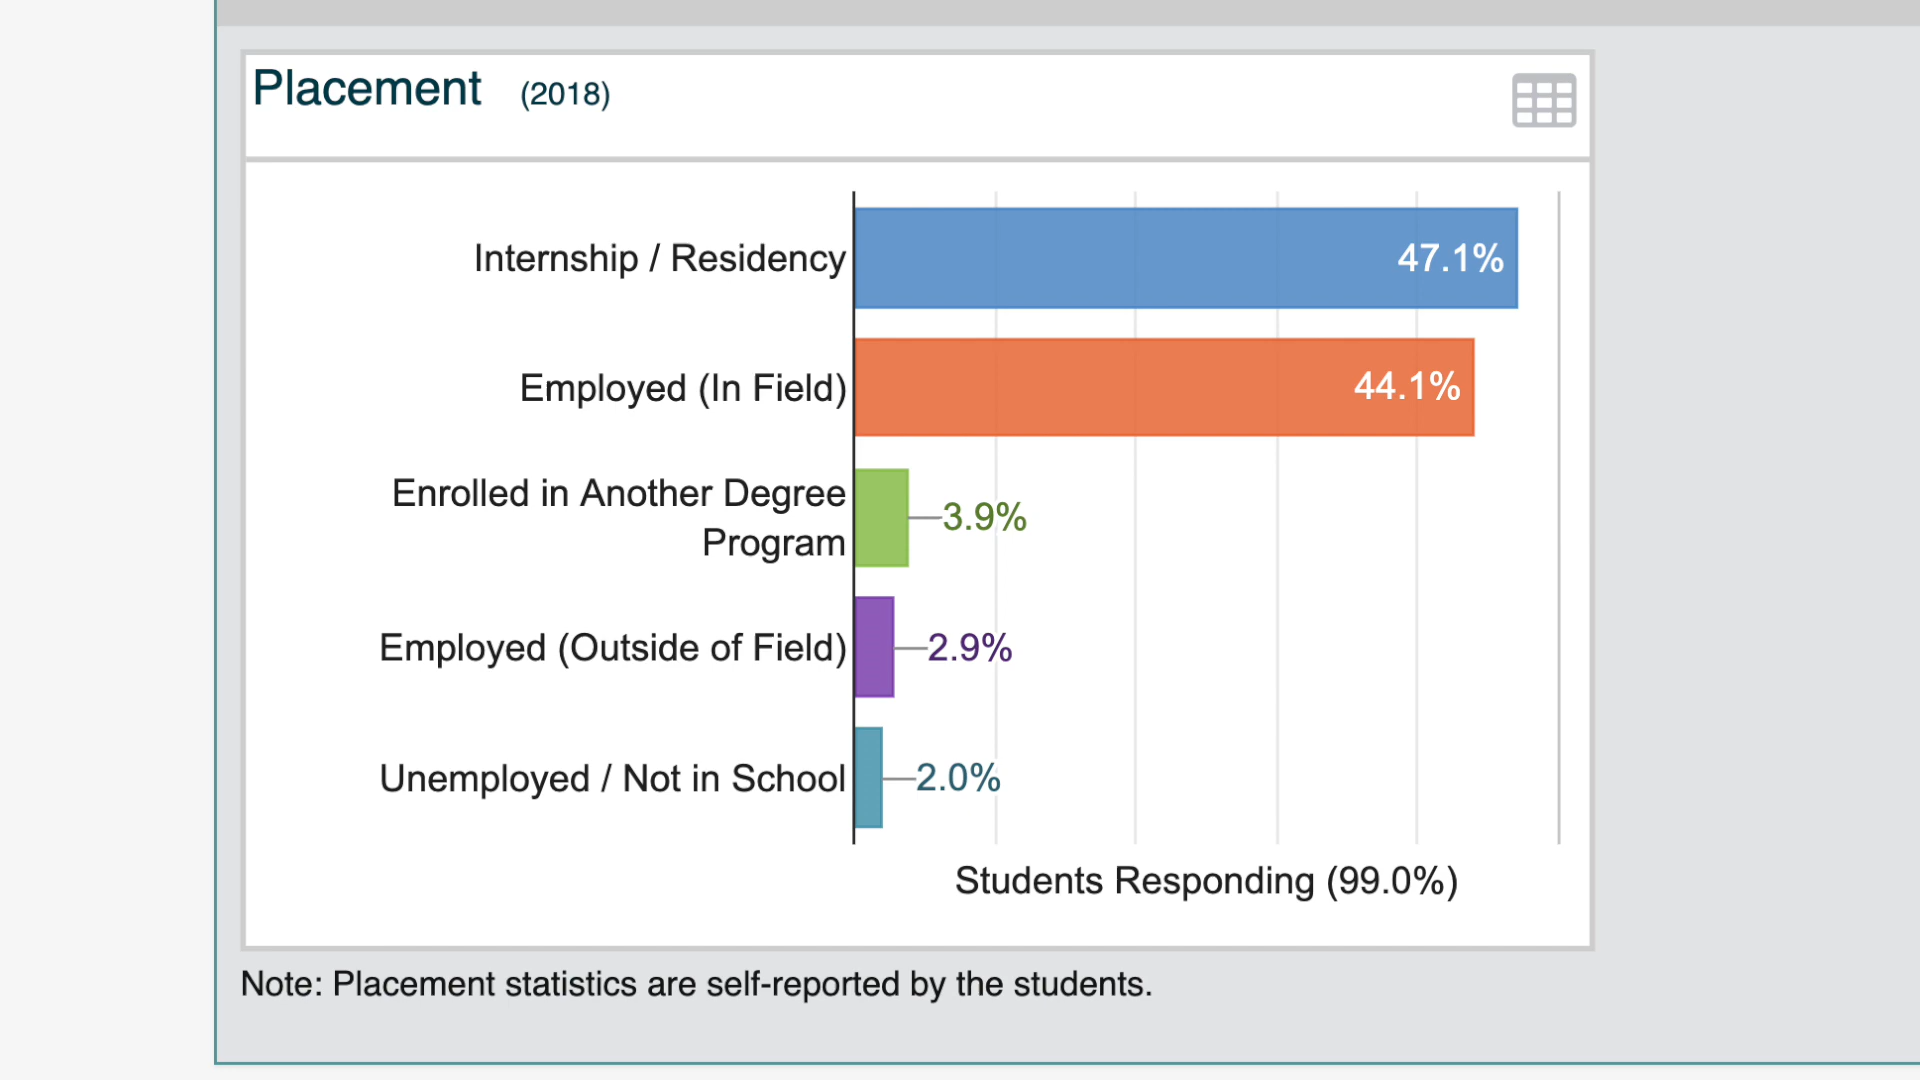 Placement (2018)
Internship / Residency 47.1%
Employed (In Field) 44.1%
Enrolled in Another Degree
Program 3.9%
Employed (Outside of Field) 2.9%
Unemployed / Not in School 2.0%
Students Responding (99.0%)
Note: Placement statistics are self-reported by the students.